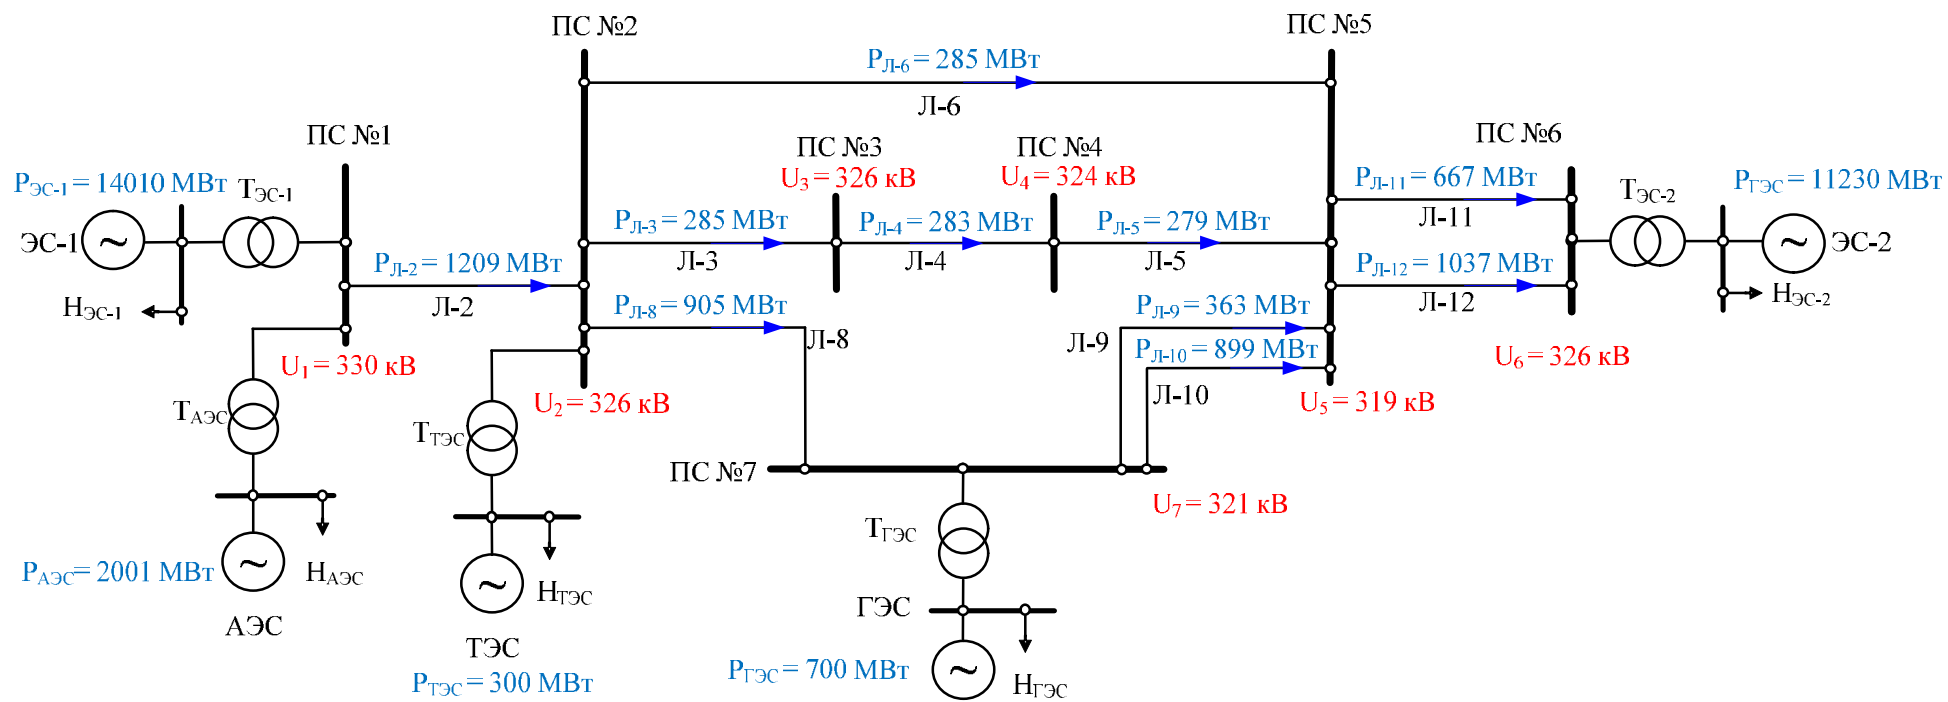 ПС №2
ПС №5
P Л-6 = 285 МВт
Л-6
ПС №1
ПС №3
ПС №4
ПС №6
U3 = 326 кВ
U4 = 324 кВ
PЭС-1 = 14010 МВт
TЭС-1
PЛ-11 = 667 МВт
Л-11
TЭС-2
PГЭС = 11230 МВт
ЭС-1
PЛ-3 = 285 МВт
Л-3
PЛ-4 = 283 МВт
Л-4
PЛ-5 = 279 МВт
Л-5
ЭС-2
PЛ-2 = 1209 МВт
Л-2
PЛ-12 = 1037 МВт
Л-12
НЭС-1
НЭС-2
PЛ-8 = 905 МВт
Л-8
PЛ-9 = 363 МВт
Л-9
PЛ-10 = 899 МВт
Л-10
U1 = 330 кВ
U2 = 326 кВ
U5 = 319 кВ
U6 = 326 кВ
TАЭС
TТЭС
ПС №7
U7 = 321 кВ
TГЭС
PАЭС = 2001 МВт
НАЭС
АЭС
НТЭС
ТЭС
PТЭС = 300 МВт
ГЭС
PГЭС = 700 МВт
НГЭС